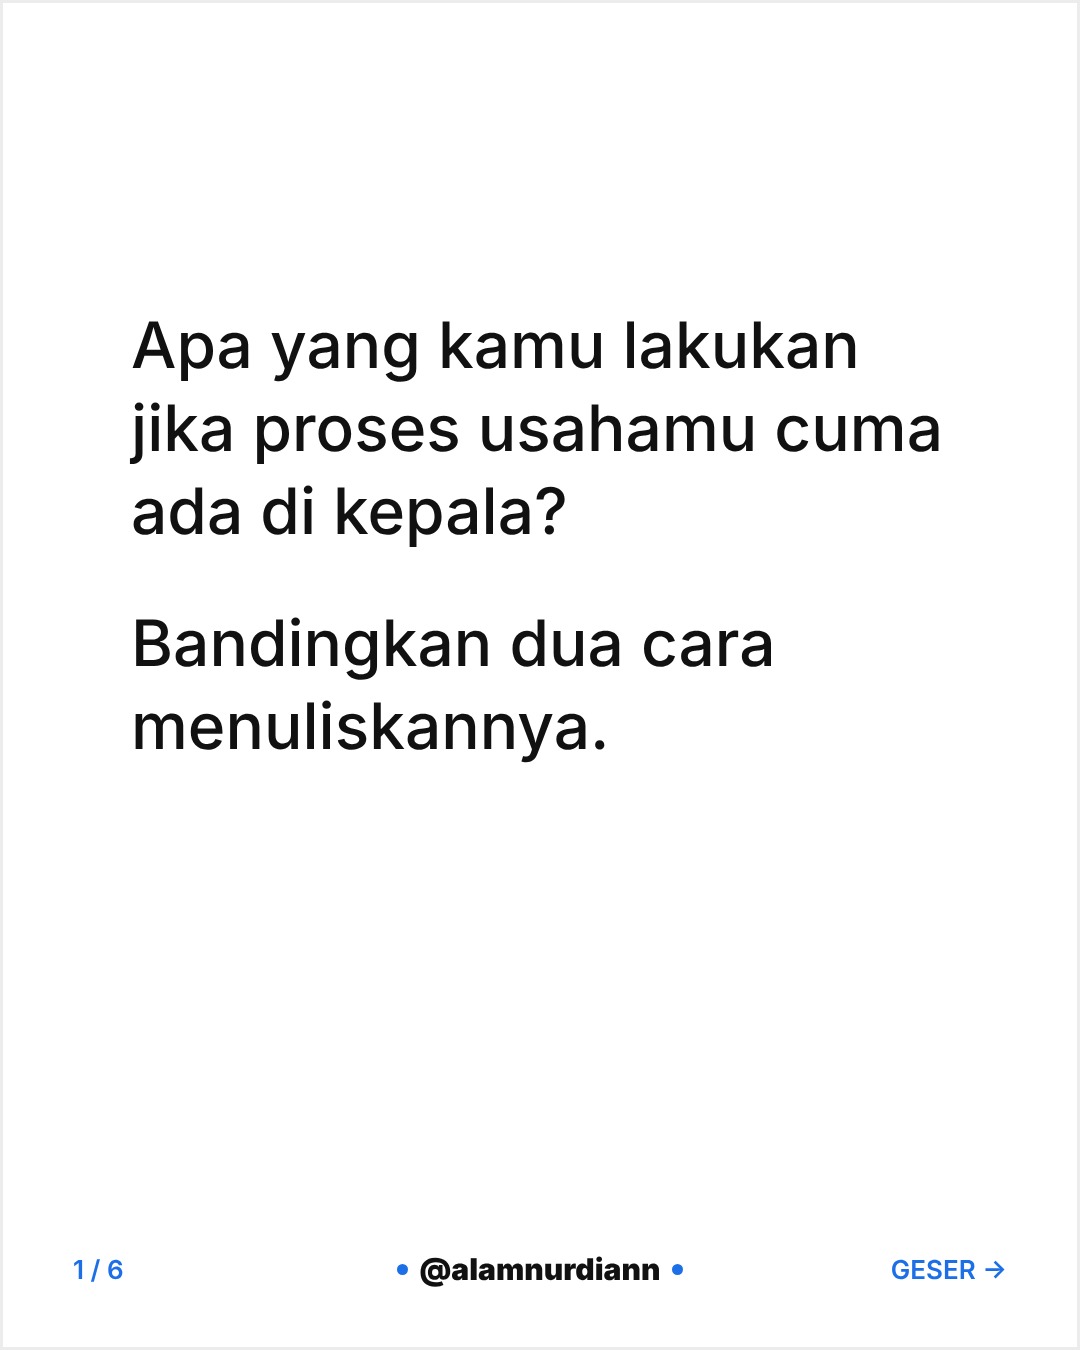 Apa yang kamu lakukan
jika proses usahamu cuma
ada di kepala?
Bandingkan dua cara
menuliskannya.
1 / 6
• @alamnurdiann •
GESER →